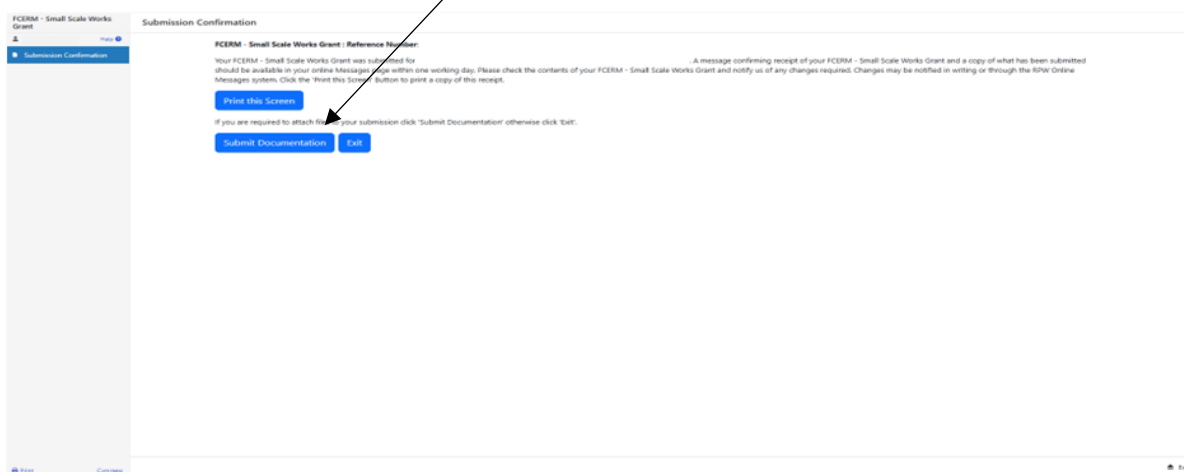 FCERM - Small Scale Works
Grant
Help
Submission Confirmation
Submission Confirmation
FCERM - Small Scale Works Grant : Reference Number:
Your FCERM - Small Scale Works Grant was submitted for . A message confirming receipt of your FCERM - Small Scale Works Grant and a copy of what has been submitted
should be available in your online Messages page within one working day. Please check the contents of your FCERM - Small Scale Works Grant and notify us of any changes required. Changes may be notified in writing or through the RPW Online
Messages system. Click the 'Print this Screen' Button to print a copy of this receipt.
Print this Screen
If you are required to attach files your submission click 'Submit Documentation' otherwise click 'Exit'.
Submit Documentation
Exit
Print
Cymraeg